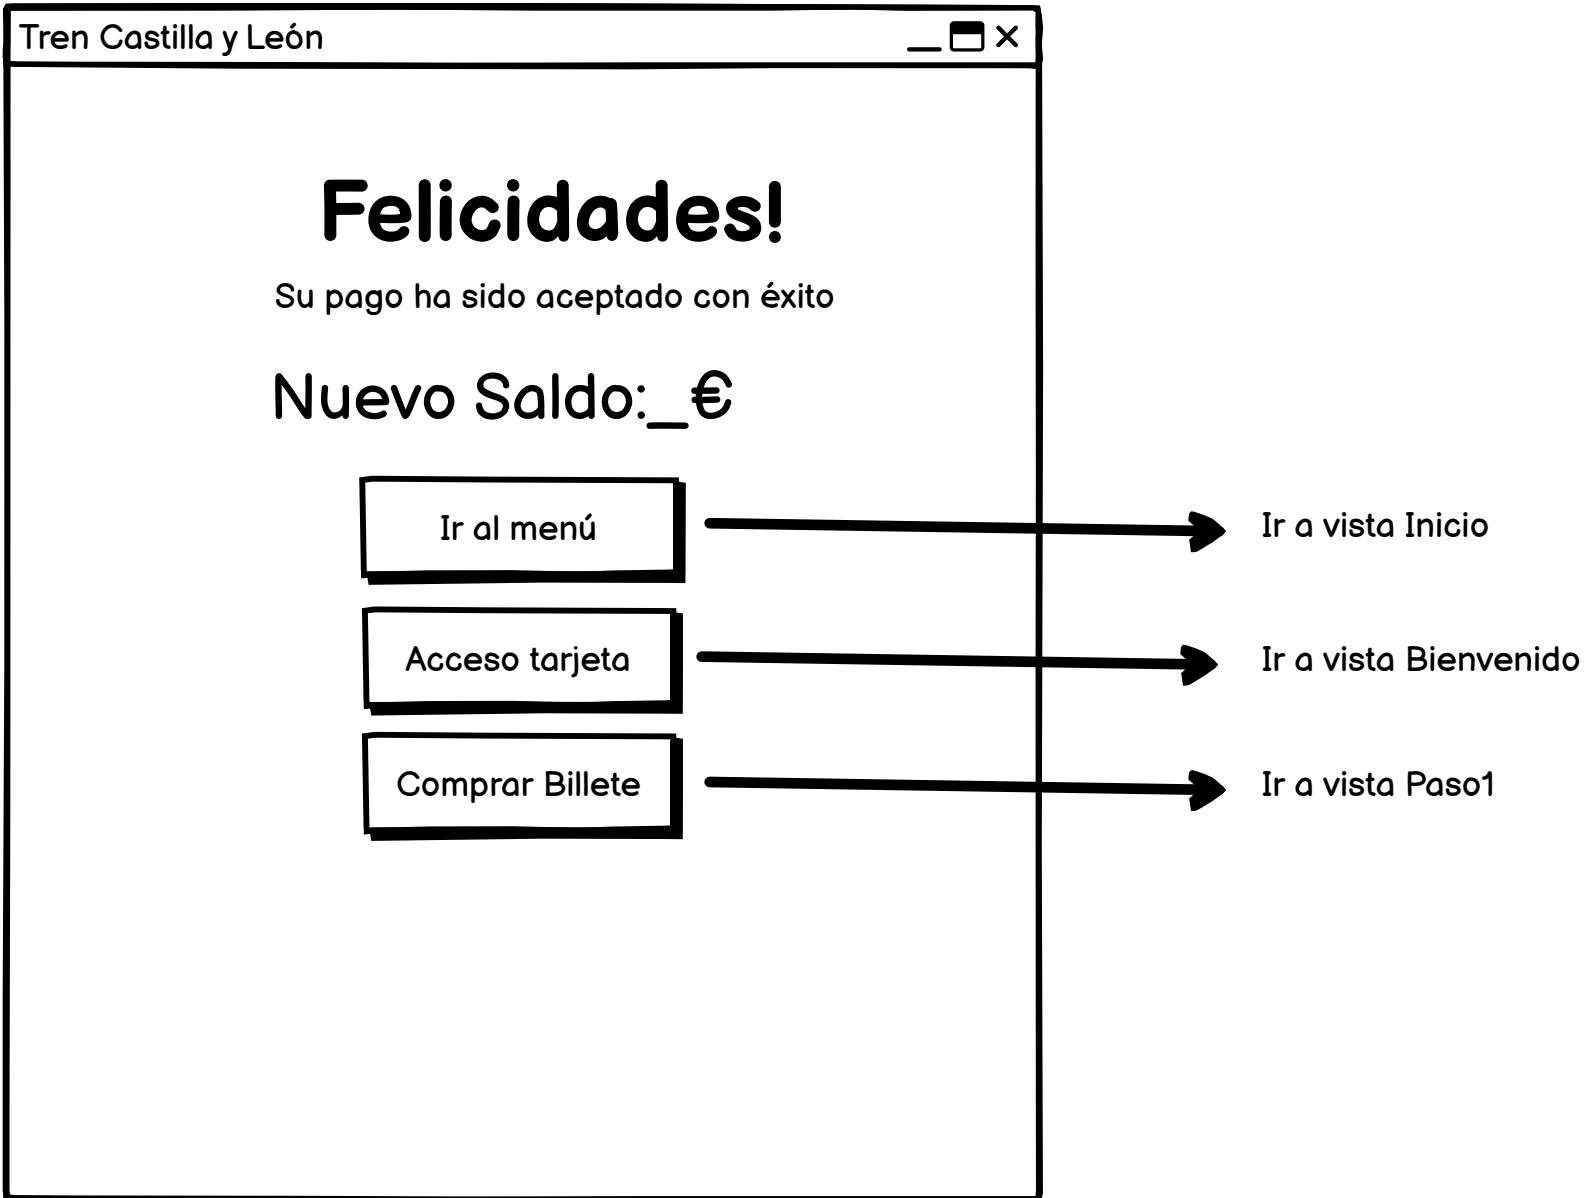 Tren Castilla y León
Felicidades!
Su pago ha sido aceptado con éxito
Nuevo Saldo:_€
Ir al menú
Ir a vista Inicio
Acceso tarjeta
Ir a vista Bienvenido
Comprar Billete
Ir a vista Paso1